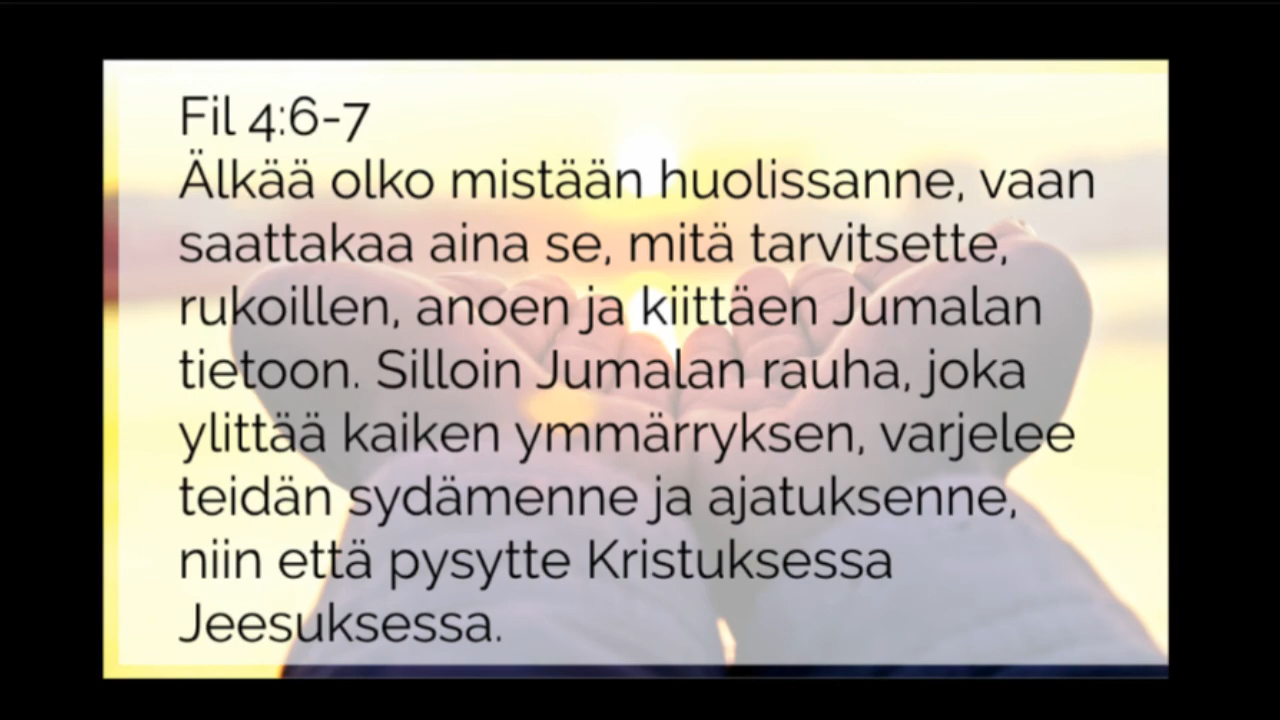 Fil 4:6-7
Älkää olko mistään huolissanne, vaan
saattakaa aina se, mitä tarvitsette,
rukoillen, anoen ja kiittäen Jumalan
tietoon. Silloin Jumalan rauha, joka
ylittää kaiken ymmärryksen, varjelee
teidän sydämenne ja ajatuksenne,
niin että pysytte Kristuksessa
Jeesuksessa.